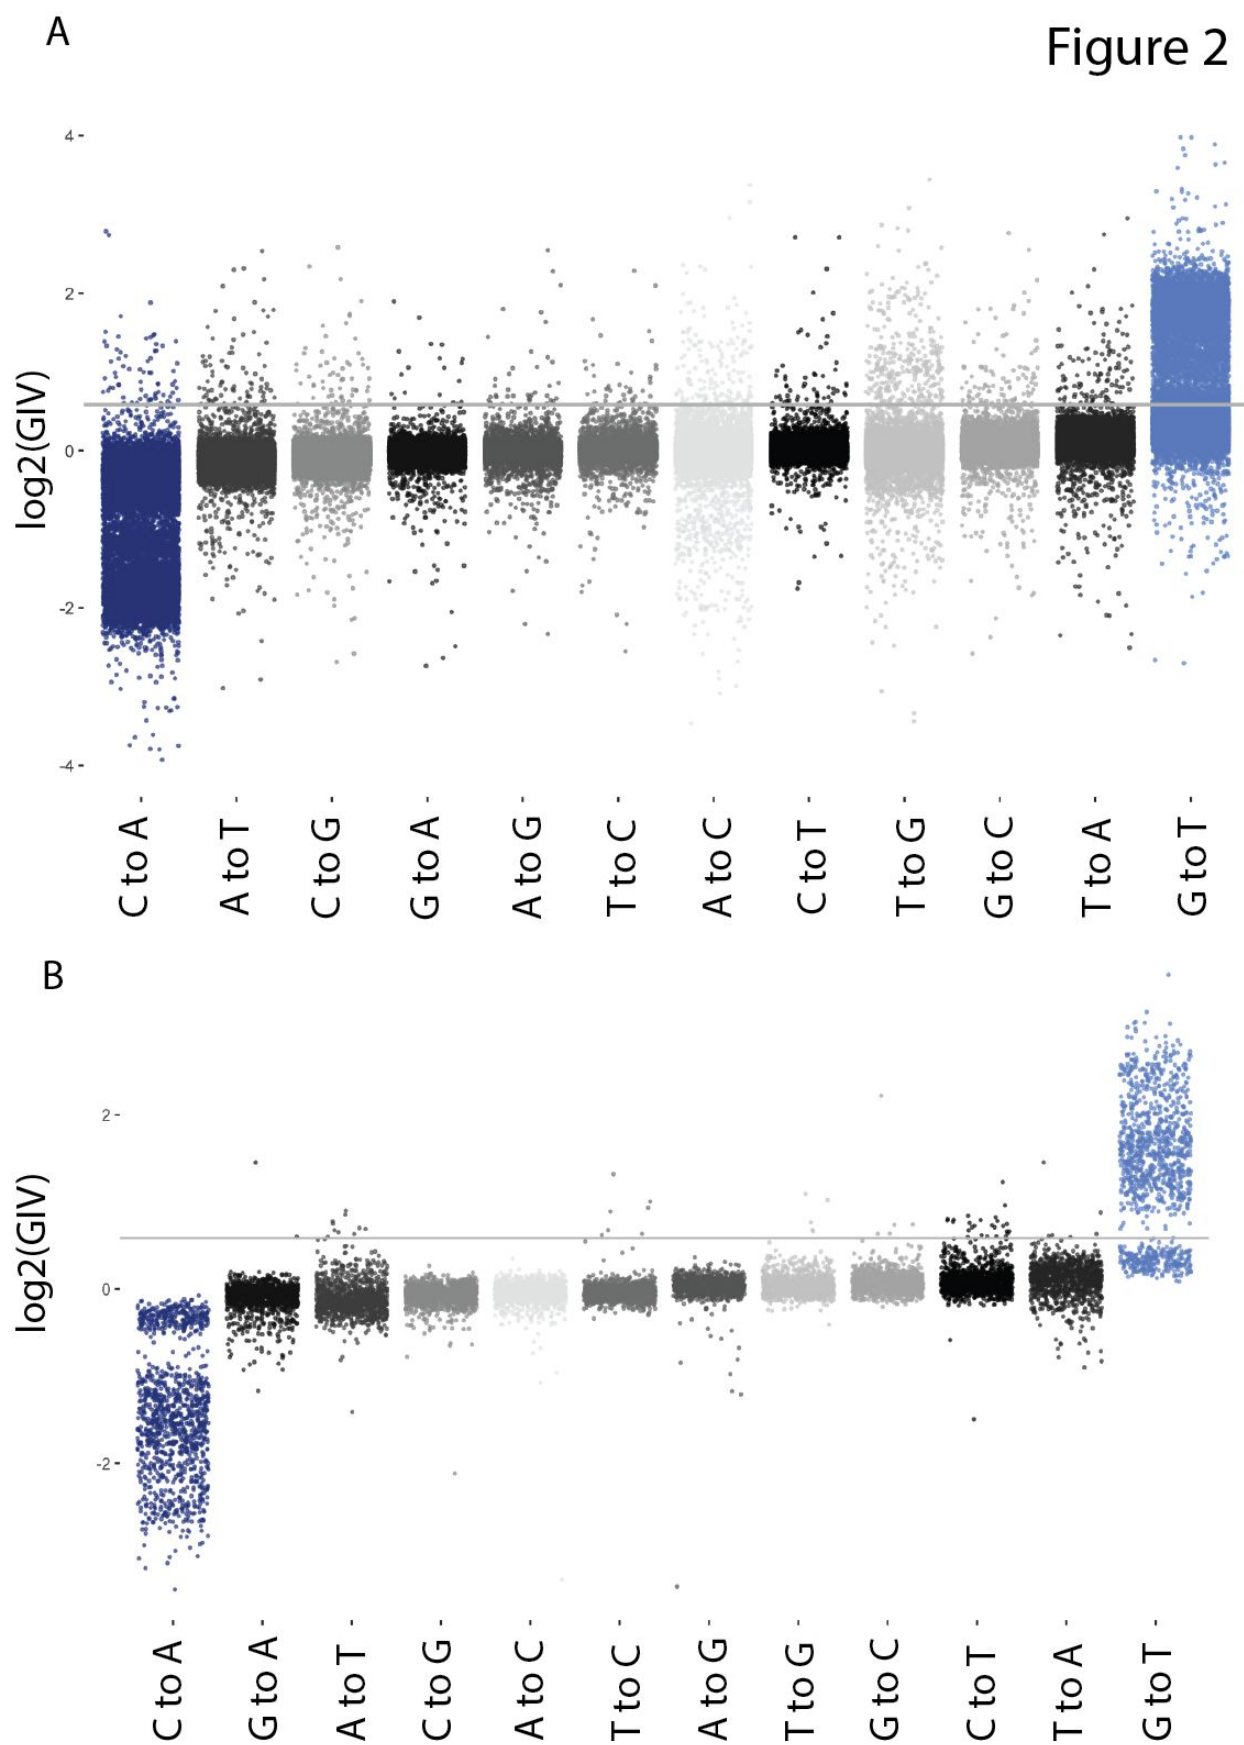 A
Figure 2
4
2
0
-2
-4
log2(GIV)
C to A
A to T
C to G
G to A
A to G
T to C
A to C
C to T
T to G
G to C
T to A
G to T
B
2
0
-2
log2(GIV)
C to A
G to A
A to T
C to G
A to C
T to C
A to G
T to G
G to C
C to T
T to A
G to T